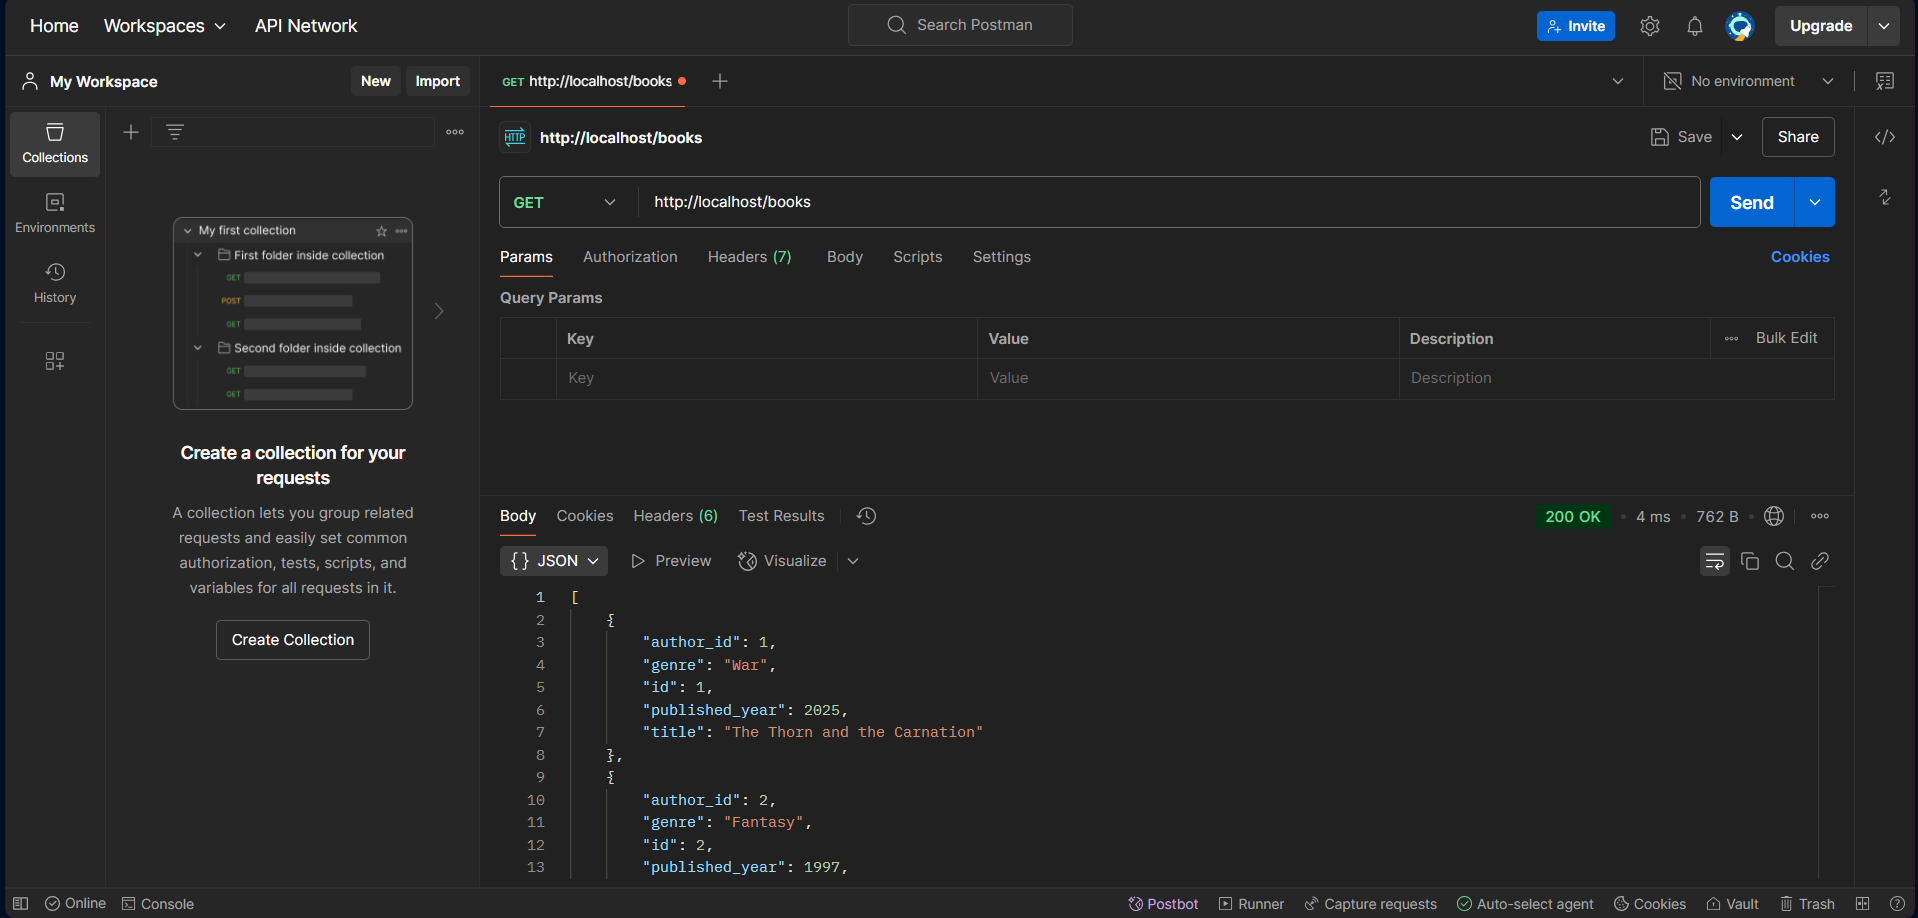 Home Workspaces API Network Search Postman Invite Upgrade
My Workspace New Import GET http://localhost/books No environment
Collections
Environments
History
My first collection
First folder inside collection
GET
POST
GET
Second folder inside collection
GET
GET
Create a collection for your
requests
A collection lets you group related
requests and easily set common
authorization, tests, scripts, and
variables for all requests in it.
Create Collection
HTTP http://localhost/books Save Share
GET http://localhost/books Send
Params Authorization Headers (7) Body Scripts Settings Cookies
Query Params
Key Value Description Bulk Edit
Key Value Description
Body Cookies Headers (6) Test Results 200 OK • 4 ms • 762 B
{} JSON Preview Visualize
1 [
2 {
3 "author_id": 1,
4 "genre": "War",
5 "id": 1,
6 "published_year": 2025,
7 "title": "The Thorn and the Carnation"
8 },
9 {
10 "author_id": 2,
11 "genre": "Fantasy",
12 "id": 2,
13 "published_year": 1997,
Online Console Postbot Runner Capture requests Auto-select agent Cookies Vault Trash